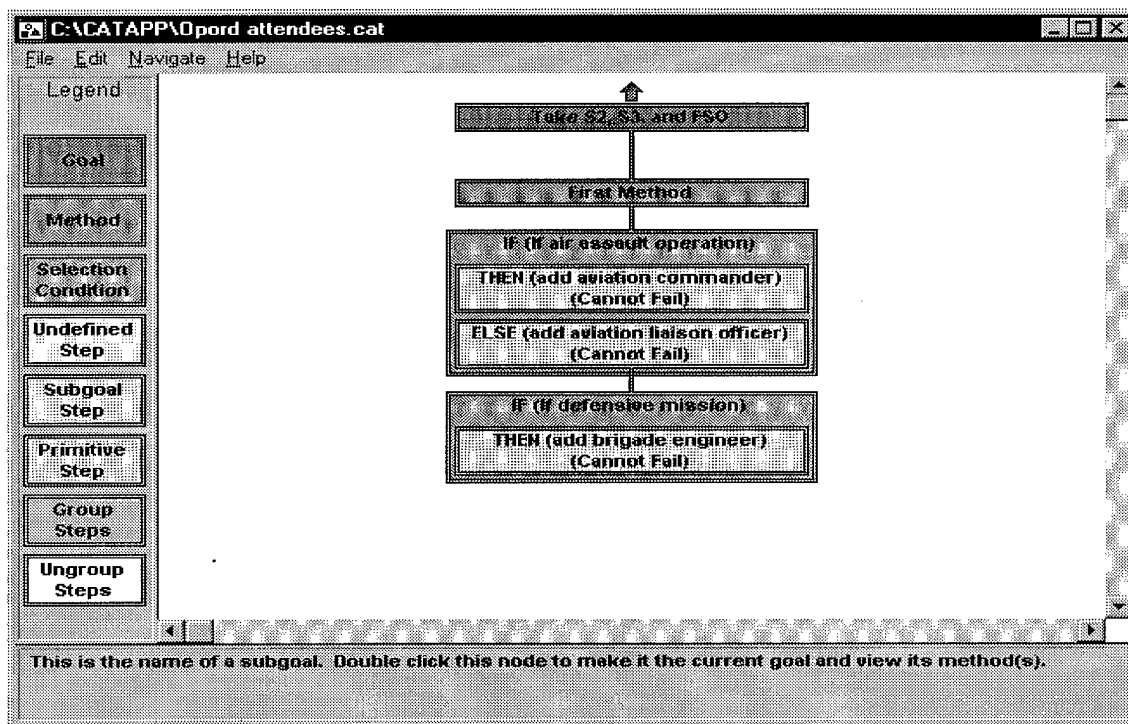 C:\CATAPP\Opord attendees.cat
File Edit Navigate Help
Legend
Goal
Method
Selection
Condition
Undefined
Step
Subgoal
Step
Primitive
Step
Group
Steps
Ungroup
Steps
Take S2, S3, and FSO
First Method
IF (If air assault operation)
THEN (add aviation commander)
(Cannot Fail)
ELSE (add aviation liaison officer)
(Cannot Fail)
IF (If defensive mission)
THEN (add brigade engineer)
(Cannot Fail)
This is the name of a subgoal. Double click this node to make it the current goal and view its method(s).